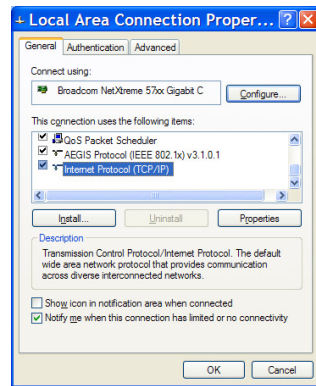 Local Area Connection Proper...
General Authentication Advanced
Connect using:
Broadcom NetXtreme 57xx Gigabit C
Configure...
This connection uses the following items:
QoS Packet Scheduler
AEGIS Protocol (IEEE 802.1x) v3.1.0.1
Internet Protocol (TCP/IP)
Install... Uninstall Properties
Description
Transmission Control Protocol/Internet Protocol. The default
wide area network protocol that provides communication
across diverse interconnected networks.
Show icon in notification area when connected
Notify me when this connection has limited or no connectivity
OK Cancel